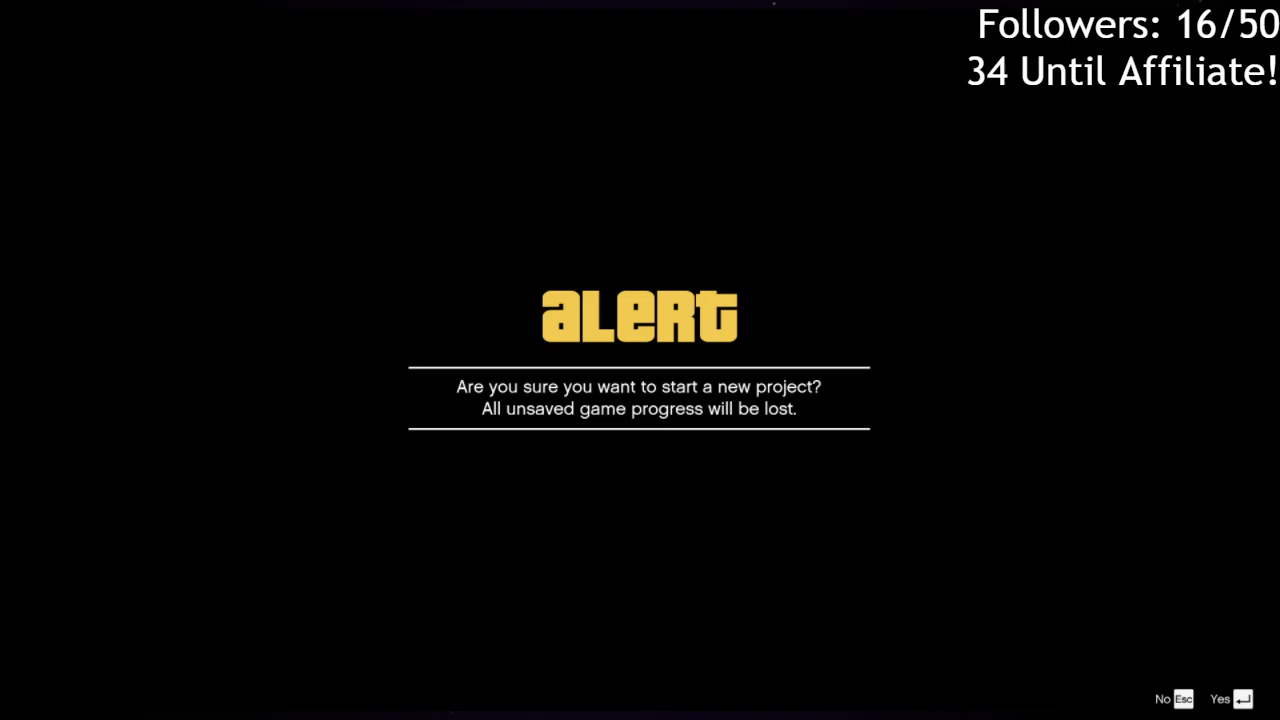 Followers: 16/50
34 Until Affiliate!
aLeRt
Are you sure you want to start a new project?
All unsaved game progress will be lost.
No Esc Yes